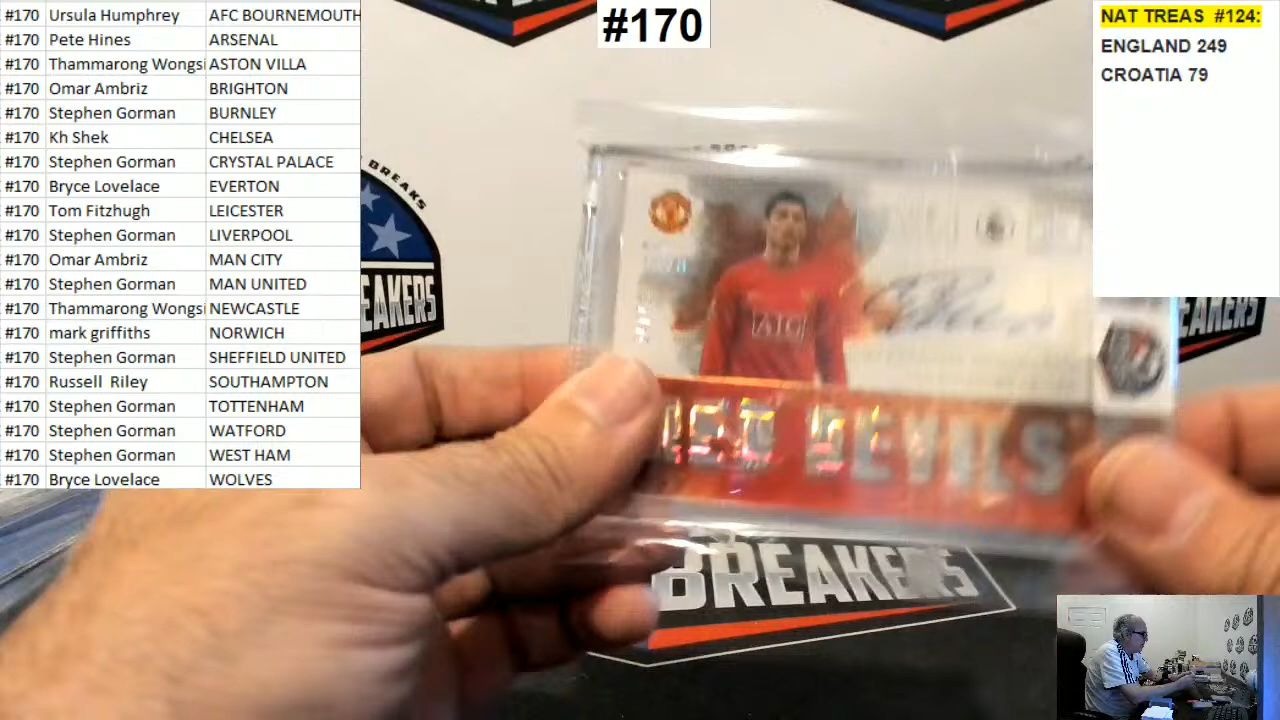 #170 Ursula Humphrey AFC BOURNEMOUTH
#170 Pete Hines ARSENAL
#170 Thammarong Wongsi ASTON VILLA
#170 Omar Ambriz BRIGHTON
#170 Stephen Gorman BURNLEY
#170 Kh Shek CHELSEA
#170 Stephen Gorman CRYSTAL PALACE
#170 Bryce Lovelace EVERTON
#170 Tom Fitzhugh LEICESTER
#170 Stephen Gorman LIVERPOOL
#170 Omar Ambriz MAN CITY
#170 Stephen Gorman MAN UNITED
#170 Thammarong Wongsi NEWCASTLE
#170 mark griffiths NORWICH
#170 Stephen Gorman SHEFFIELD UNITED
#170 Russell Riley SOUTHAMPTON
#170 Stephen Gorman TOTTENHAM
#170 Stephen Gorman WATFORD
#170 Stephen Gorman WEST HAM
#170 Bryce Lovelace WOLVES
#170
NAT TREAS #124:
ENGLAND 249
CROATIA 79
BREAKS
EAKERS
EAKERS
AIG
DEVILS
BREAKERS